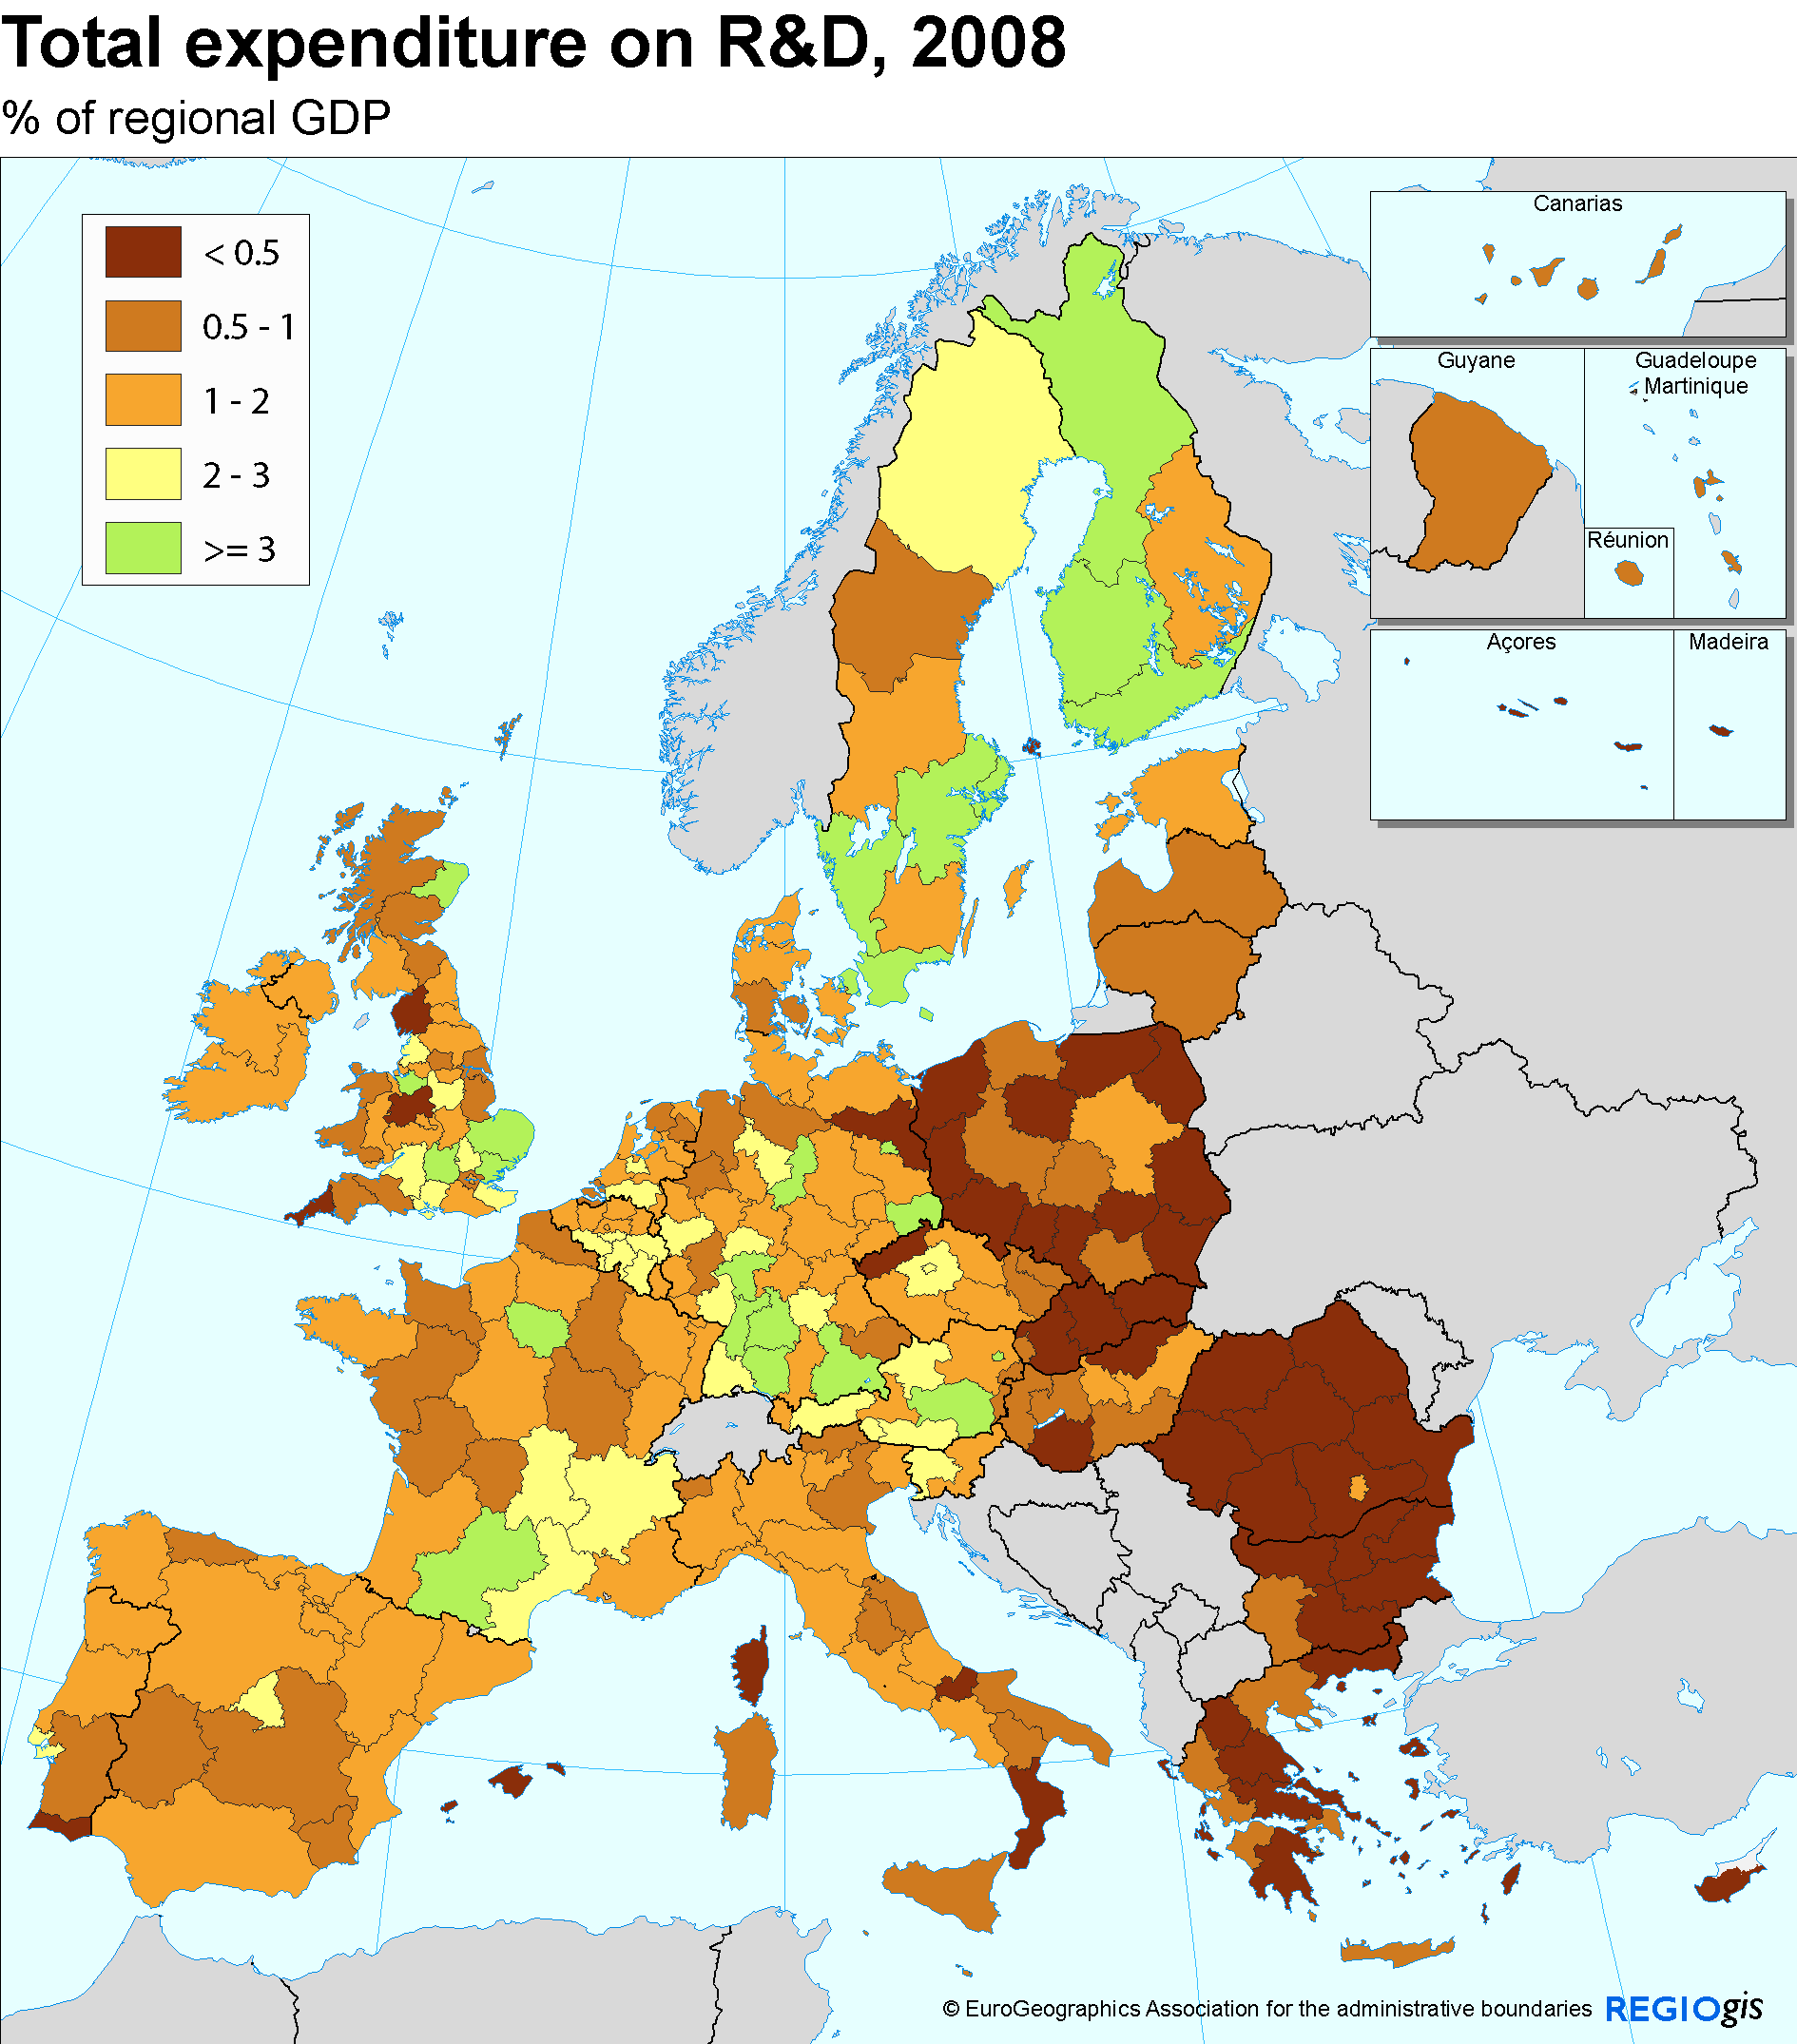 Total expenditure on R&D, 2008
% of regional GDP
< 0.5
0.5 - 1
1 - 2
2 - 3
>= 3
Canarias
Guyane
Guadeloupe
Martinique
Réunion
Açores
Madeira
© EuroGeographics Association for the administrative boundaries
REGIOgis